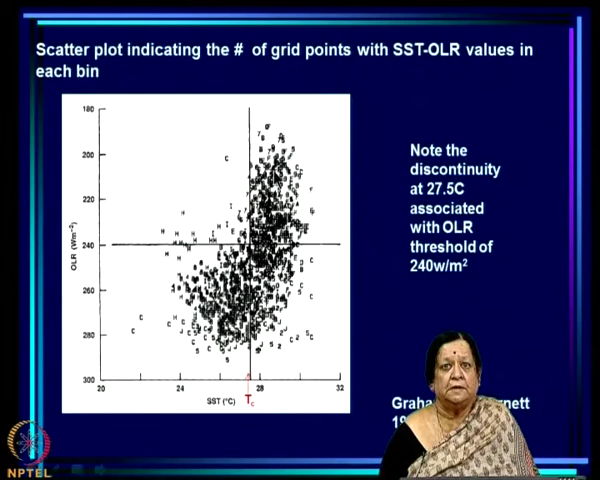 Scatter plot indicating the # of grid points with SST-OLR values in
each bin
180
200
220
240
260
280
300
OLR (Wm⁻²)
20
24
28
32
SST (°C)
Tc
Note the
discontinuity
at 27.5C
associated
with OLR
threshold of
240w/m²
NPTEL